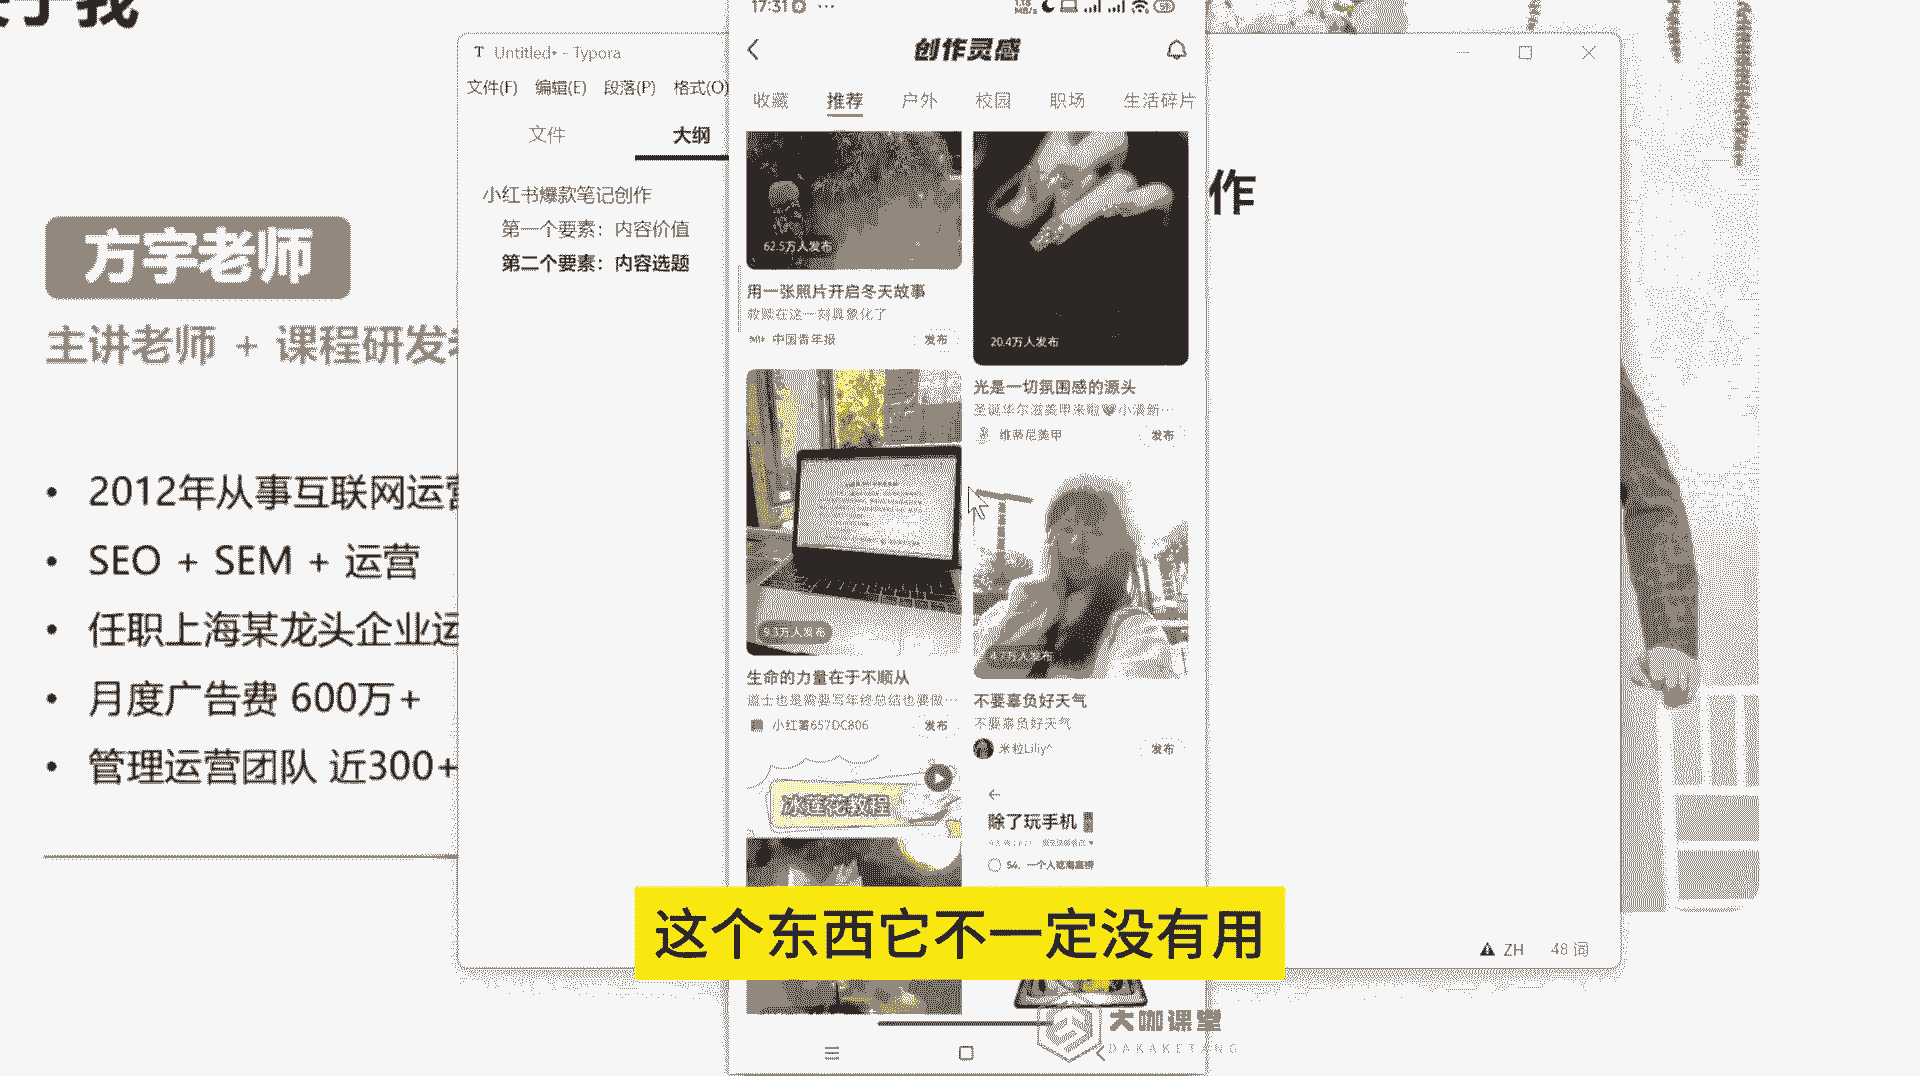 方宇老师
主讲老师 + 课程研发
• 2012年从事互联网运营
• SEO + SEM + 运营
• 任职上海某龙头企业运
• 月度广告费 600万+
• 管理运营团队 近300+
Untitled• - Typora
文件(F) 编辑(E) 段落(P) 格式(O)
文件 大纲
小红书爆款笔记创作
第一个要素：内容价值
第二个要素：内容选题
作
ZH 48 词
17:31
创作灵感
收藏 推荐 户外 校园 职场 生活碎片
62.5万人发布
用一张照片开启冬天故事
救赎在这一刻具象化了
中国青年报 发布
20.4万人发布
光是一切氛围感的源头
圣诞华尔滋美甲来啦 小清新…
维蒂尼美甲 发布
9.3万人发布
生命的力量在于不顺从
道士也是需要写年终总结也要做…
小红薯657DC806 发布
4.7万人发布
不要辜负好天气
不要辜负好天气
米粒Liliy^ 发布
冰莲花教程
除了玩手机
54、一个人吃海底捞
这个东西它不一定没有用
大咖课堂
DAKAKETANG